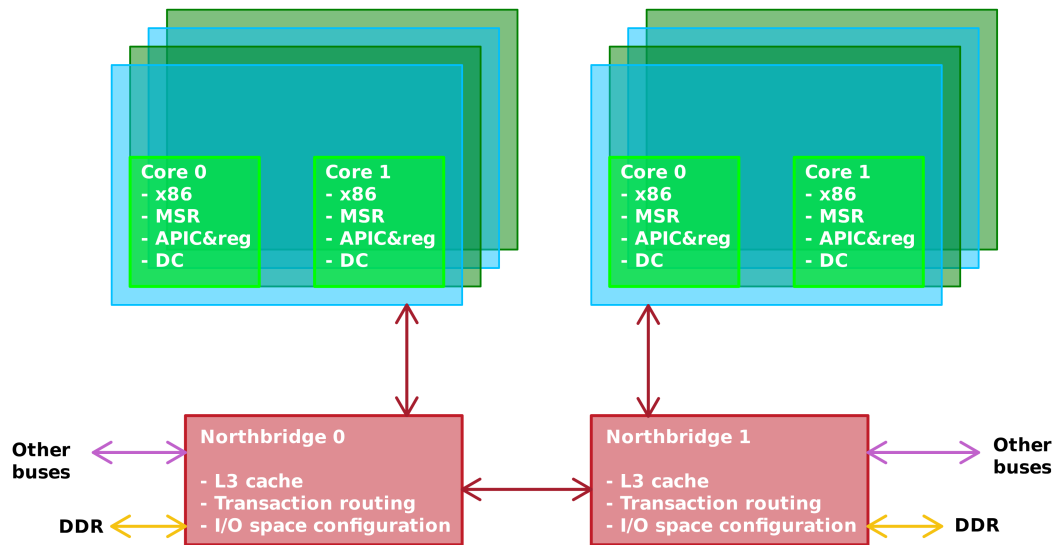 Core 0
- x86
- MSR
- APIC&reg
- DC
Core 1
- x86
- MSR
- APIC&reg
- DC
Core 0
- x86
- MSR
- APIC&reg
- DC
Core 1
- x86
- MSR
- APIC&reg
- DC
Other
buses
DDR
Northbridge 0
- L3 cache
- Transaction routing
- I/O space configuration
Northbridge 1
- L3 cache
- Transaction routing
- I/O space configuration
Other
buses
DDR